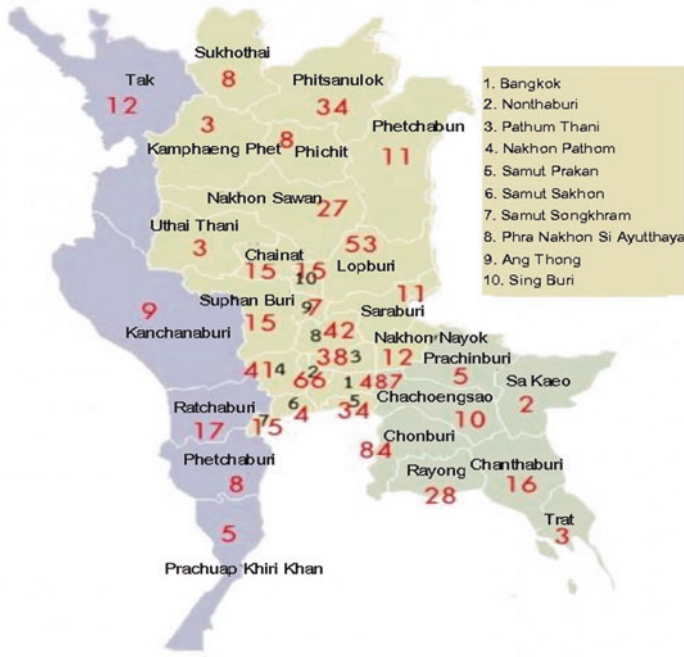 Sukhothai
8
Tak
12
Phitsanulok
34
3
Kamphaeng Phet
8
Phichit
Phetchabun
11
Nakhon Sawan
27
Uthai Thani
3
53
Lopburi
Chainat
15
15
10
11
Saraburi
9
7
Suphan Buri
15
9
Kanchanaburi
8
42
Nakhon Nayok
38
3
12
Prachinburi
5
41
4
2
66
1
487
Sa Kaeo
2
Chachoengsao
10
5
34
6
4
7
15
Ratchaburi
17
Chonburi
84
Phetchaburi
8
Rayong
28
Chanthaburi
16
5
Trat
3
Prachuap Khiri Khan
1. Bangkok
2. Nonthaburi
3. Pathum Thani
4. Nakhon Pathom
5. Samut Prakan
6. Samut Sakhon
7. Samut Songkhram
8. Phra Nakhon Si Ayutthaya
9. Ang Thong
10. Sing Buri